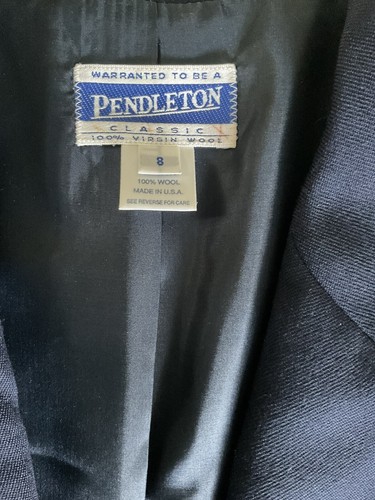 WARRANTED TO BE A
PENDLETON
CLASSIC
100% VIRGIN WOOL
8
100% WOOL
MADE IN U.S.A.
SEE REVERSE FOR CARE